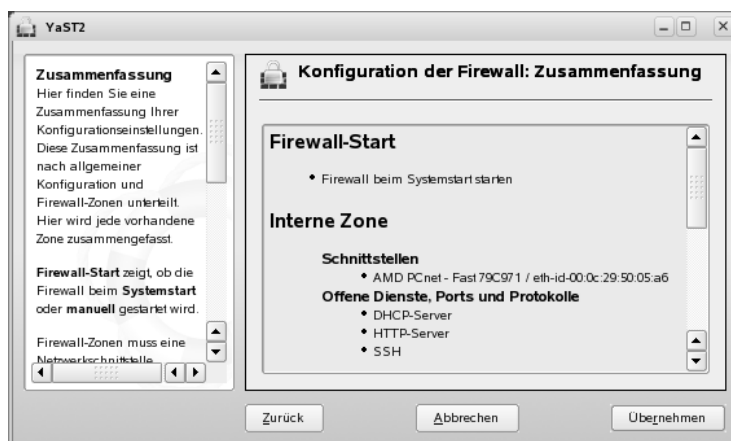 YaST2
Zusammenfassung
Hier finden Sie eine
Zusammenfassung Ihrer
Konfigurationseinstellungen.
Diese Zusammenfassung ist
nach allgemeiner
Konfiguration und
Firewall-Zonen unterteilt.
Hier wird jede vorhandene
Zone zusammengefasst.
Firewall-Start zeigt, ob die
Firewall beim Systemstart
oder manuell gestartet wird.
Firewall-Zonen muss eine
Netzwerkschnittstelle
Konfiguration der Firewall: Zusammenfassung
Firewall-Start
Firewall beim Systemstart starten
Interne Zone
Schnittstellen
AMD PCnet - Fast 79C971 / eth-id-00:0c:29:50:05:a6
Offene Dienste, Ports und Protokolle
DHCP-Server
HTTP-Server
SSH
Zurück
Abbrechen
Übernehmen